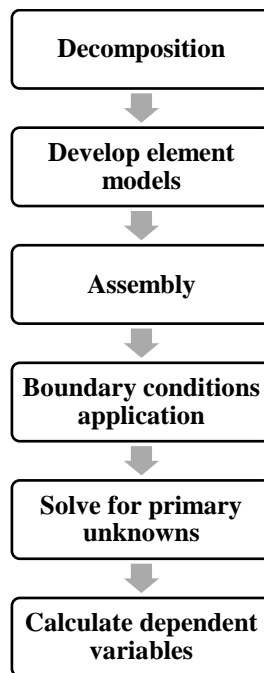 Decomposition
Develop element
models
Assembly
Boundary conditions
application
Solve for primary
unknowns
Calculate dependent
variables